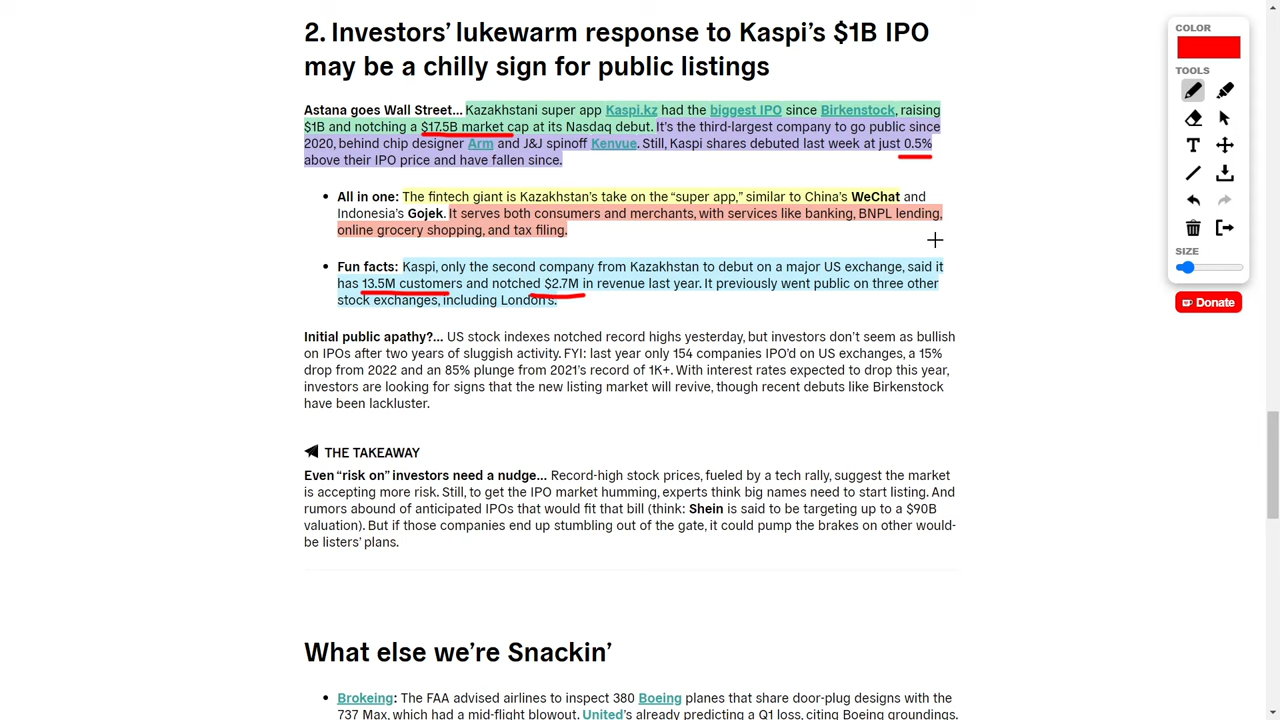 2. Investors’ lukewarm response to Kaspi’s $1B IPO
may be a chilly sign for public listings
Astana goes Wall Street... Kazakhstani super app Kaspi.kz had the biggest IPO since Birkenstock, raising
$1B and notching a $17.5B market cap at its Nasdaq debut. It’s the third-largest company to go public since
2020, behind chip designer Arm and J&J spinoff Kenvue. Still, Kaspi shares debuted last week at just 0.5%
above their IPO price and have fallen since.
• All in one: The fintech giant is Kazakhstan’s take on the “super app,” similar to China’s WeChat and
Indonesia’s Gojek. It serves both consumers and merchants, with services like banking, BNPL lending,
online grocery shopping, and tax filing.
• Fun facts: Kaspi, only the second company from Kazakhstan to debut on a major US exchange, said it
has 13.5M customers and notched $2.7M in revenue last year. It previously went public on three other
stock exchanges, including London’s.
Initial public apathy?... US stock indexes notched record highs yesterday, but investors don’t seem as bullish
on IPOs after two years of sluggish activity. FYI: last year only 154 companies IPO’d on US exchanges, a 15%
drop from 2022 and an 85% plunge from 2021’s record of 1K+. With interest rates expected to drop this year,
investors are looking for signs that the new listing market will revive, though recent debuts like Birkenstock
have been lackluster.
THE TAKEAWAY
Even “risk on” investors need a nudge... Record-high stock prices, fueled by a tech rally, suggest the market
is accepting more risk. Still, to get the IPO market humming, experts think big names need to start listing. And
rumors abound of anticipated IPOs that would fit that bill (think: Shein is said to be targeting up to a $90B
valuation). But if those companies end up stumbling out of the gate, it could pump the brakes on other would-
be listers’ plans.
What else we’re Snackin’
• Brokeing: The FAA advised airlines to inspect 380 Boeing planes that share door-plug designs with the
737 Max, which had a mid-flight blowout. United’s already predicting a Q1 loss, citing Boeing groundings.
COLOR
TOOLS
T
SIZE
Donate